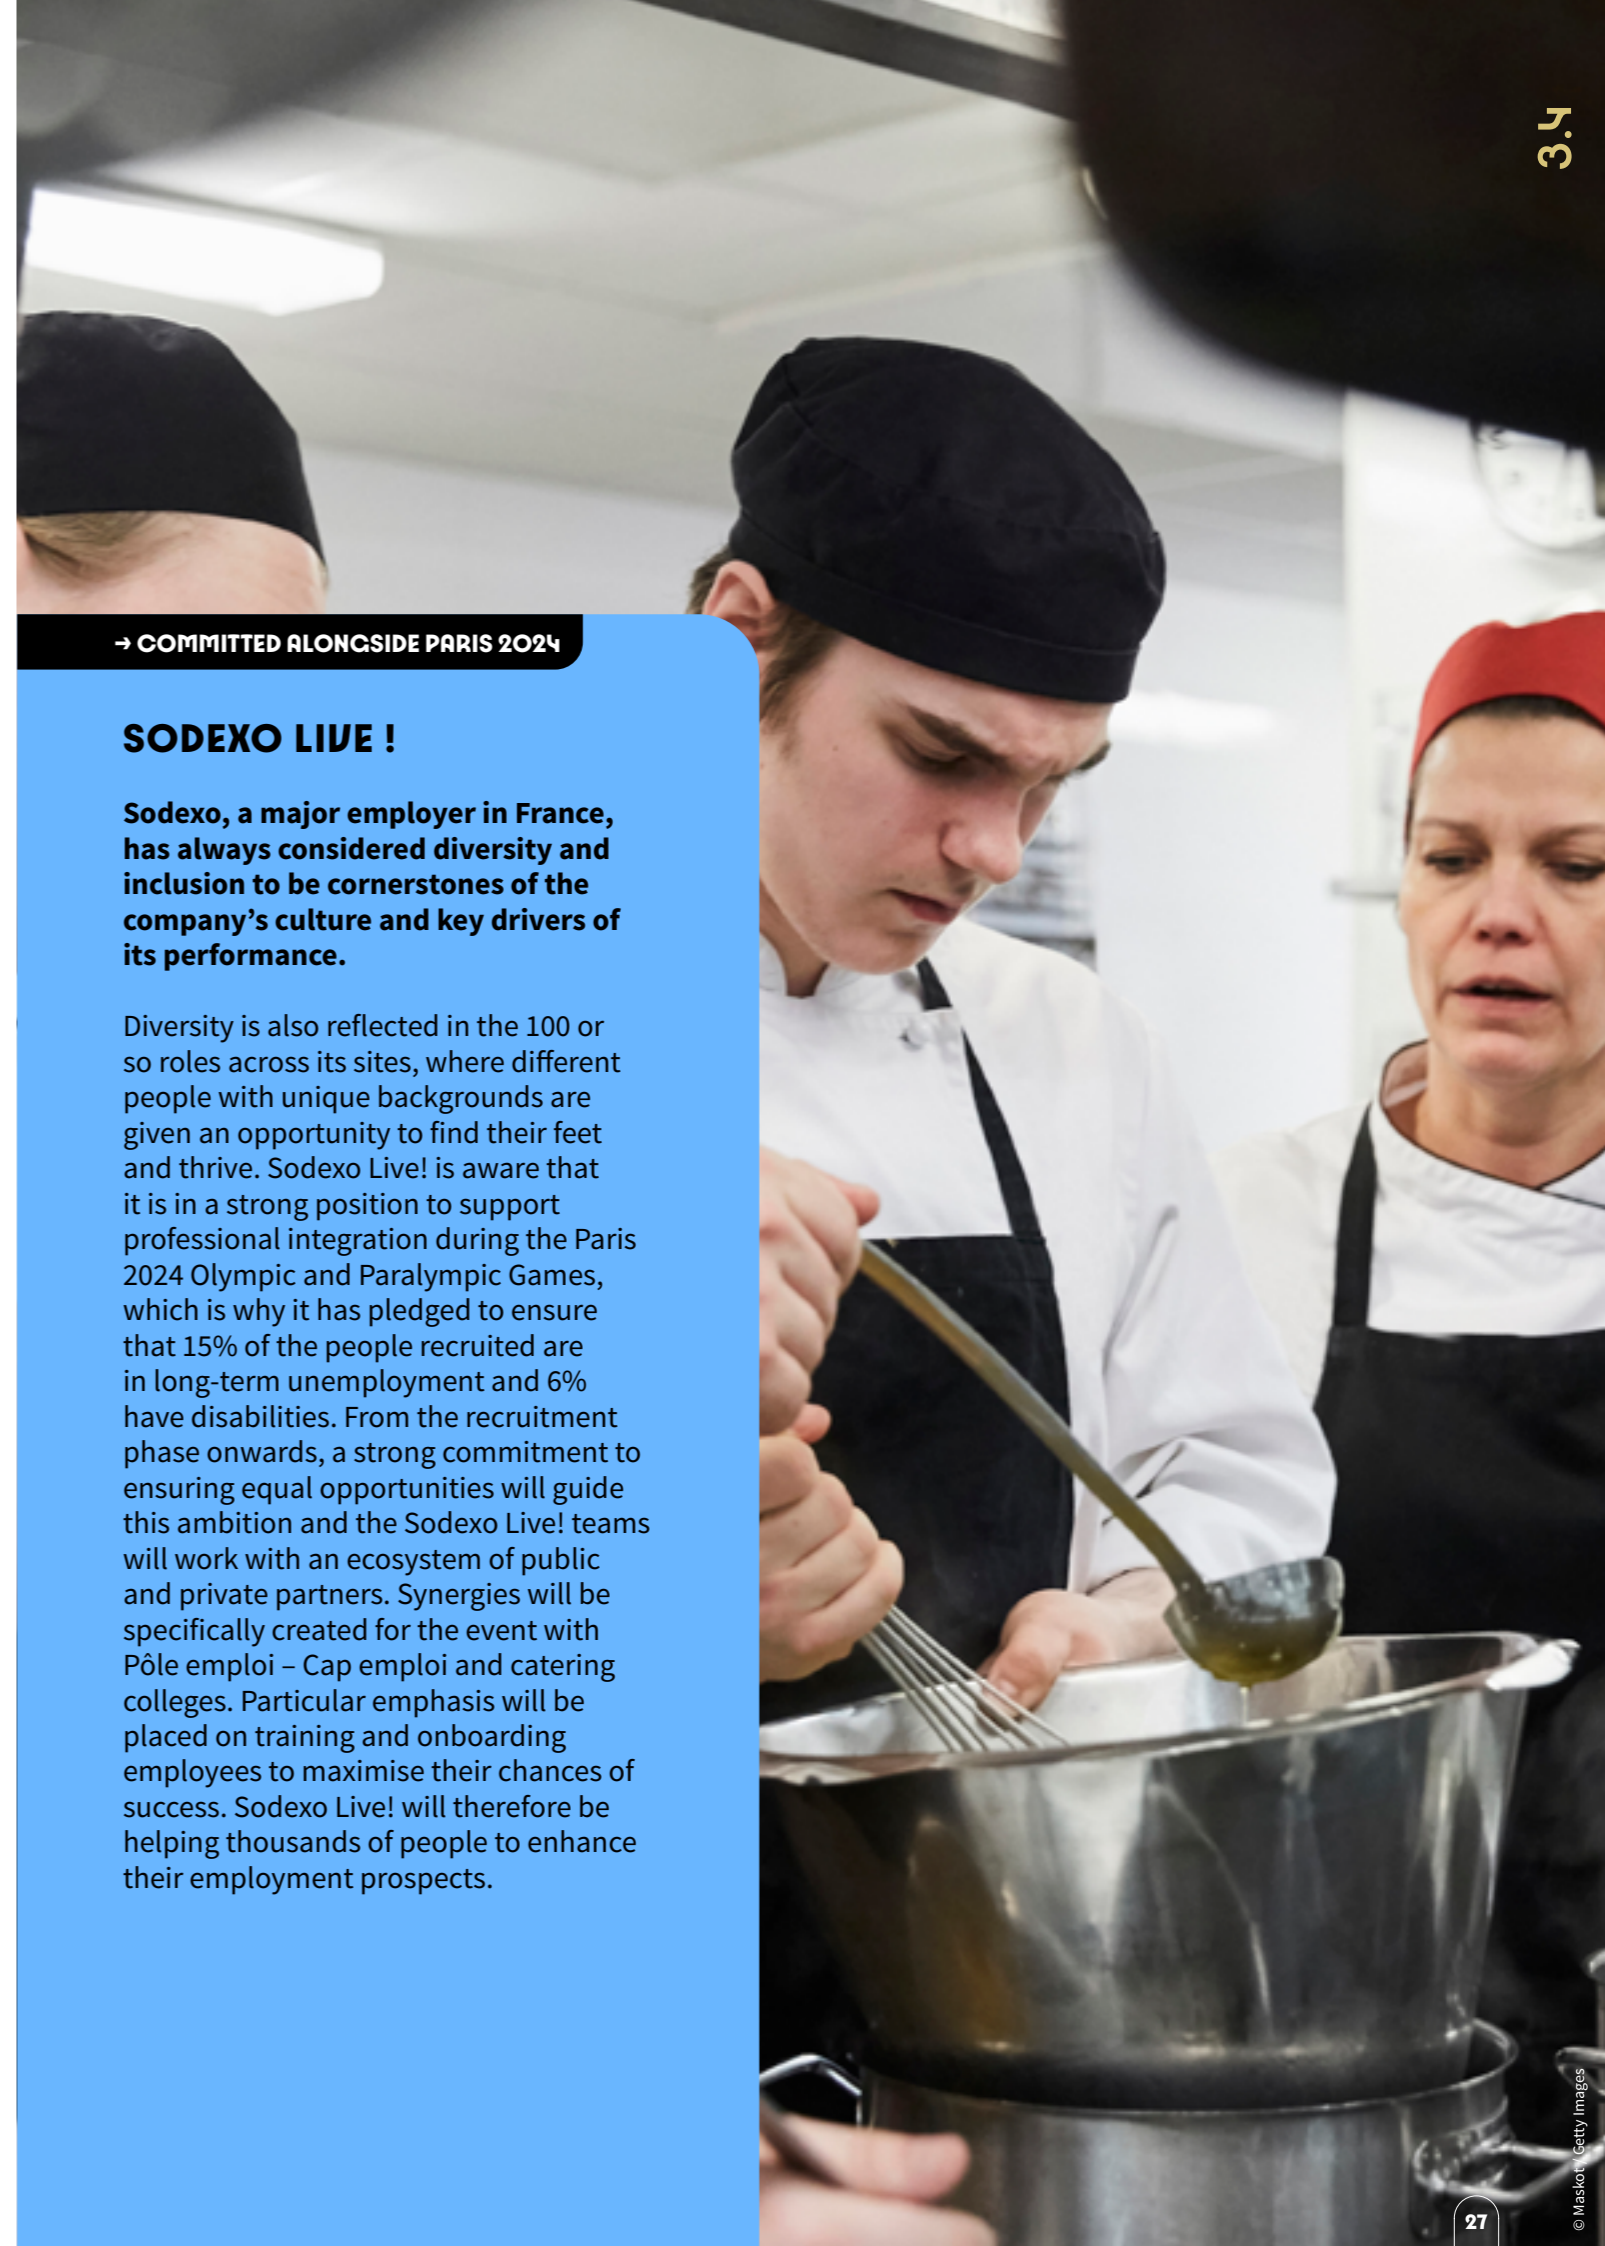 3.4
→ COMMITTED ALONGSIDE PARIS 2024
SODEXO LIVE !
Sodexo, a major employer in France,
has always considered diversity and
inclusion to be cornerstones of the
company’s culture and key drivers of
its performance.
Diversity is also reflected in the 100 or
so roles across its sites, where different
people with unique backgrounds are
given an opportunity to find their feet
and thrive. Sodexo Live! is aware that
it is in a strong position to support
professional integration during the Paris
2024 Olympic and Paralympic Games,
which is why it has pledged to ensure
that 15% of the people recruited are
in long-term unemployment and 6%
have disabilities. From the recruitment
phase onwards, a strong commitment to
ensuring equal opportunities will guide
this ambition and the Sodexo Live! teams
will work with an ecosystem of public
and private partners. Synergies will be
specifically created for the event with
Pôle emploi – Cap emploi and catering
colleges. Particular emphasis will be
placed on training and onboarding
employees to maximise their chances of
success. Sodexo Live! will therefore be
helping thousands of people to enhance
their employment prospects.
© Maskot / Getty Images
27